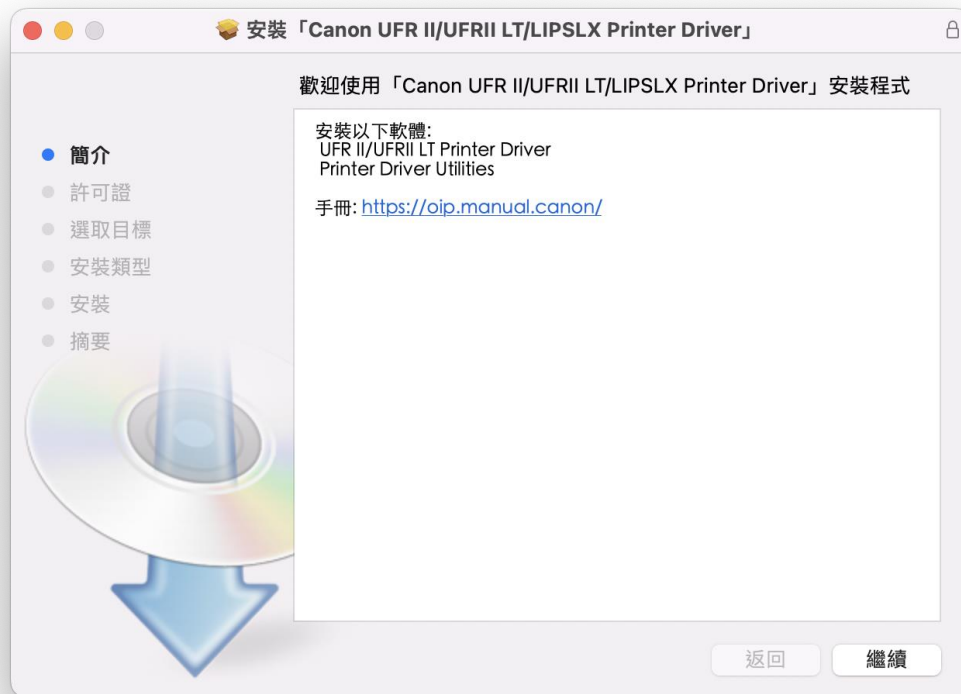 安裝「Canon UFR II/UFRII LT/LIPSLX Printer Driver」
歡迎使用「Canon UFR II/UFRII LT/LIPSLX Printer Driver」安裝程式
簡介
許可證
選取目標
安裝類型
安裝
摘要
安裝以下軟體:
UFR II/UFRII LT Printer Driver
Printer Driver Utilities
手冊: https://oip.manual.canon/
返回
繼續